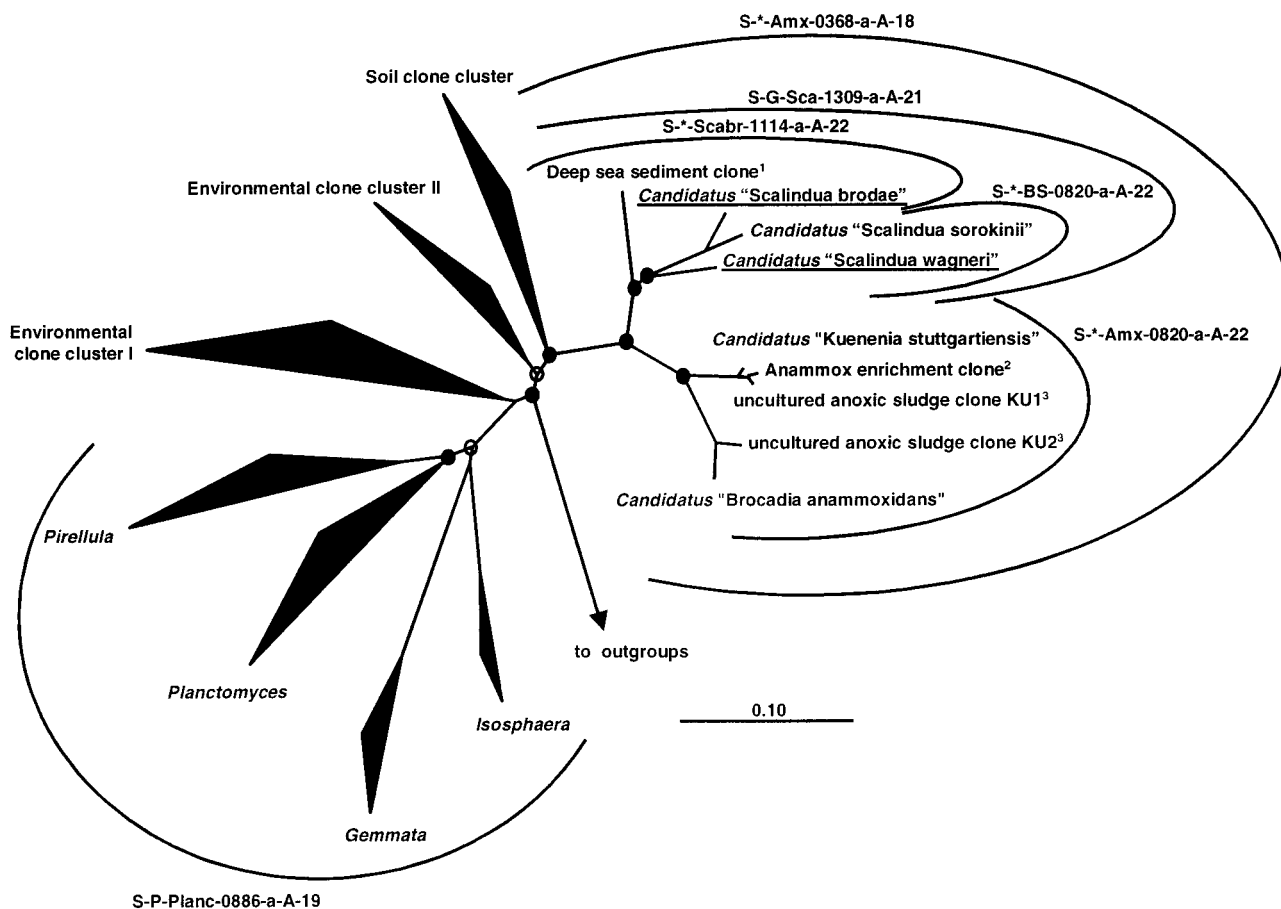 S-*-Amx-0368-a-A-18
Soil clone cluster
S-G-Sca-1309-a-A-21
S-*-Scabr-1114-a-A-22
Deep sea sediment clone¹
Environmental clone cluster II
Candidatus “Scalindua brodae”
S-*-BS-0820-a-A-22
Candidatus “Scalindua sorokinii”
Candidatus “Scalindua wagneri”
Environmental
clone cluster I
Candidatus “Kuenenia stuttgartiensis”
S-*-Amx-0820-a-A-22
Anammox enrichment clone²
uncultured anoxic sludge clone KU1³
uncultured anoxic sludge clone KU2³
Candidatus "Brocadia anammoxidans"
Pirellula
to outgroups
Planctomyces
Isosphaera
0.10
Gemmata
S-P-Planc-0886-a-A-19